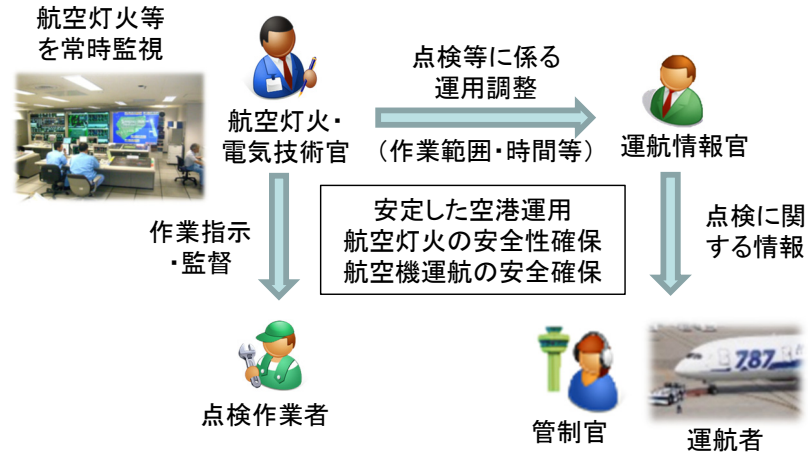 航空灯火等
を常時監視
航空灯火・
電気技術官
点検等に係る
運用調整
（作業範囲・時間等）
運航情報官
作業指示
・監督
安定した空港運用
航空灯火の安全性確保
航空機運航の安全確保
点検に関
する情報
点検作業者
管制官
787
運航者